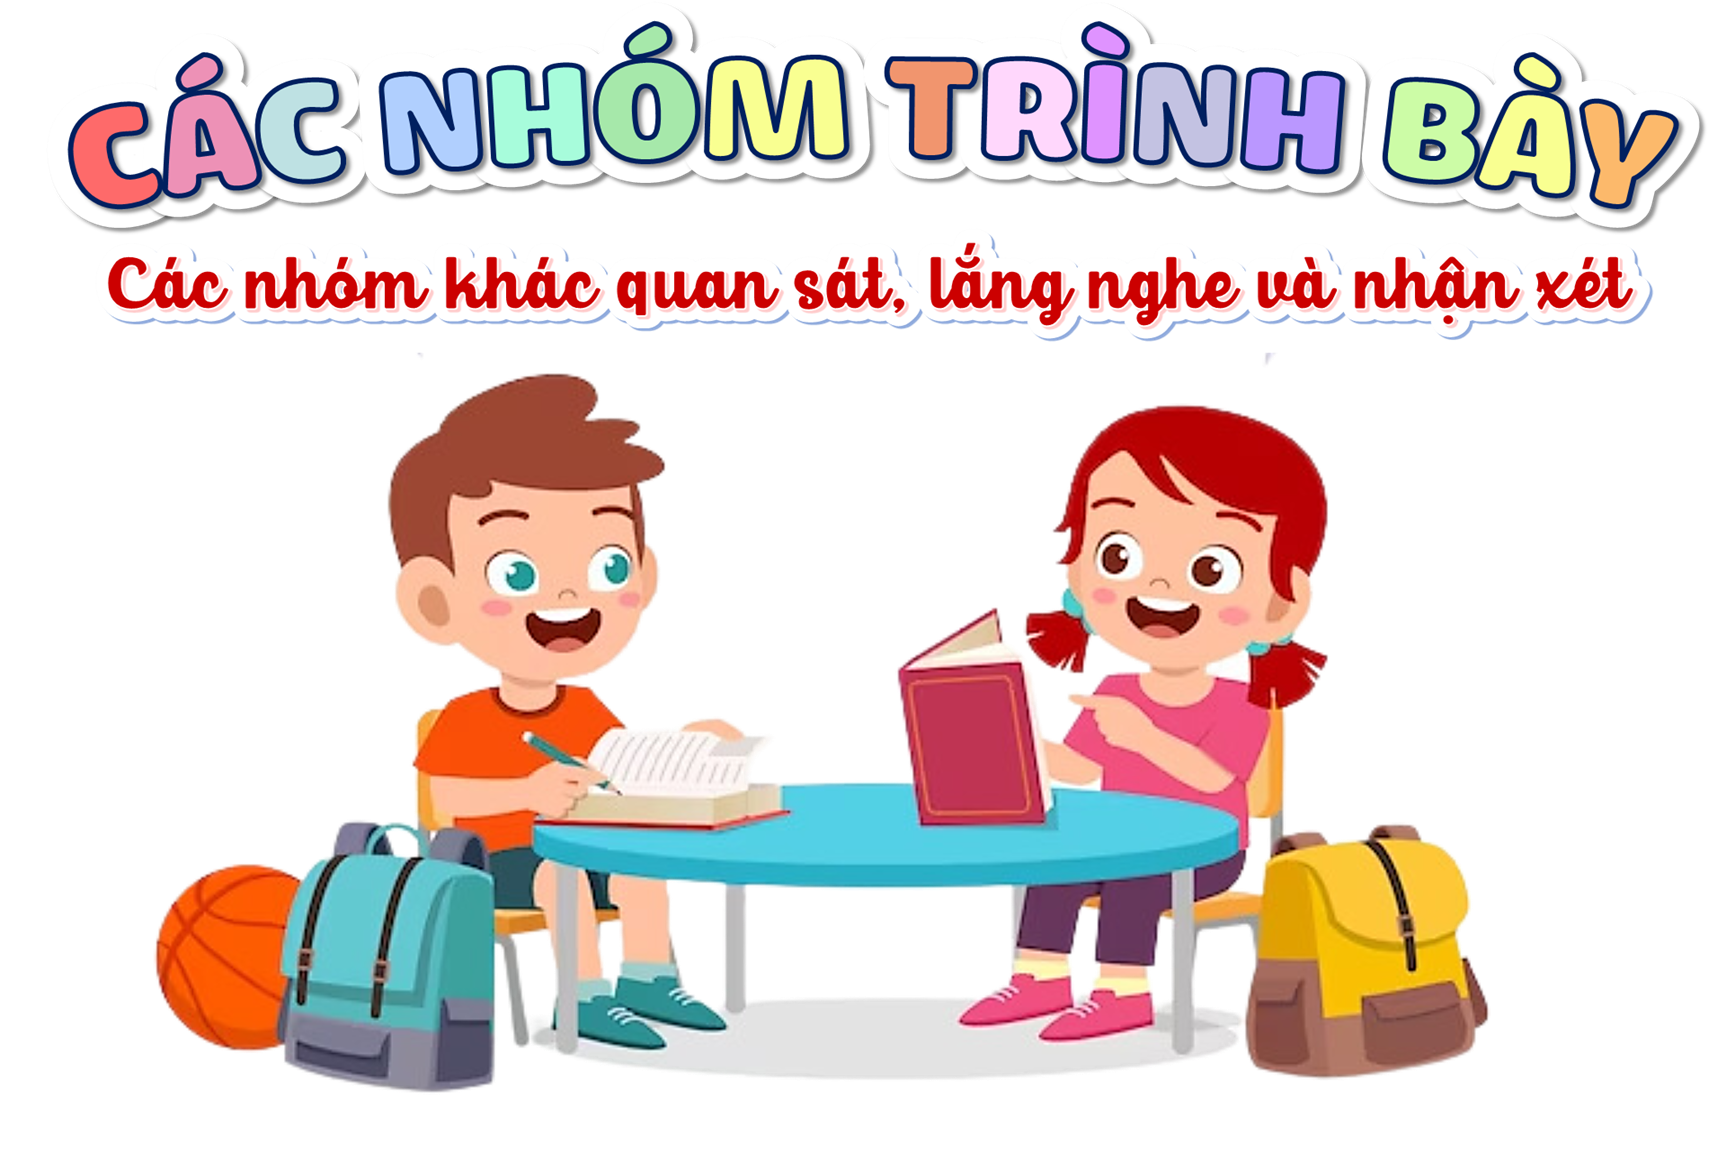 CÁC NHÓM TRÌNH BÀY
Các nhóm khác quan sát, lắng nghe và nhận xét